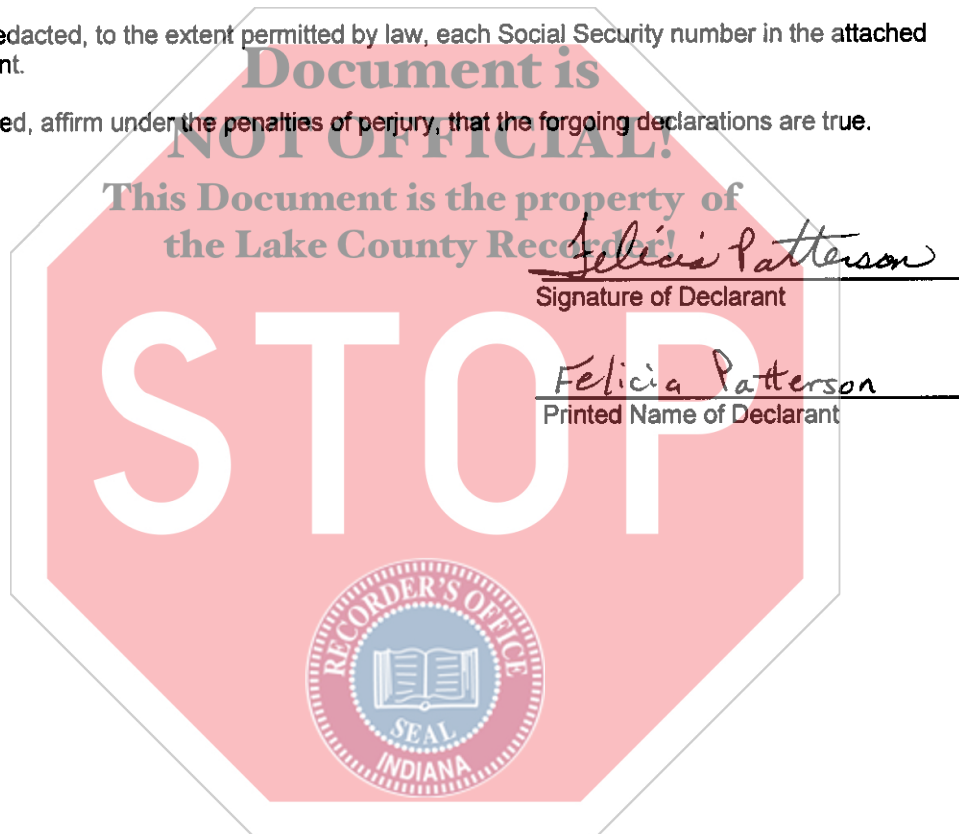 edacted, to the extent permitted by law, each Social Security number in the attached
nt.
Document is
ed, affirm under the penalties of perjury, that the forgoing declarations are true.
NOT OFFICIAL!
This Document is the property of
the Lake County Recorder!
Felicia Patterson
Signature of Declarant
Felicia Patterson
Printed Name of Declarant
STOP
RECORDER'S OFFICE
SEAL
INDIANA